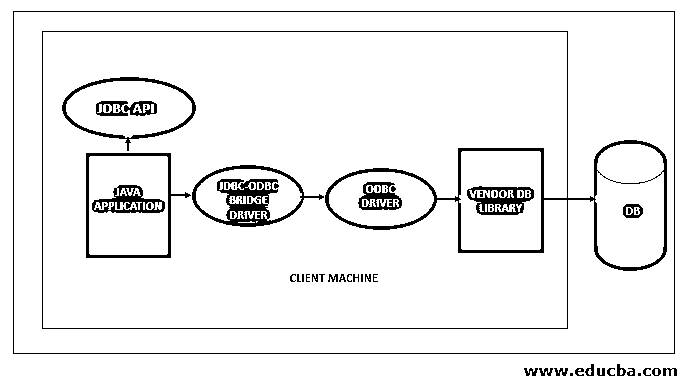 JDBC API
JAVA
APPLICATION
JDBC-ODBC
BRIDGE
DRIVER
ODBC
DRIVER
VENDOR DB
LIBRARY
DB
CLIENT MACHINE
www.educba.com